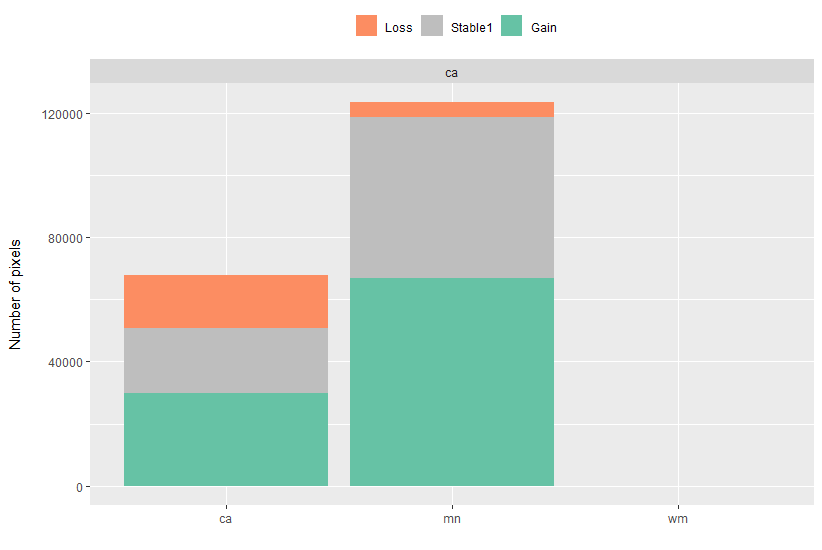 Loss Stable1 Gain
ca
Number of pixels
120000
80000
40000
0
ca mn wm